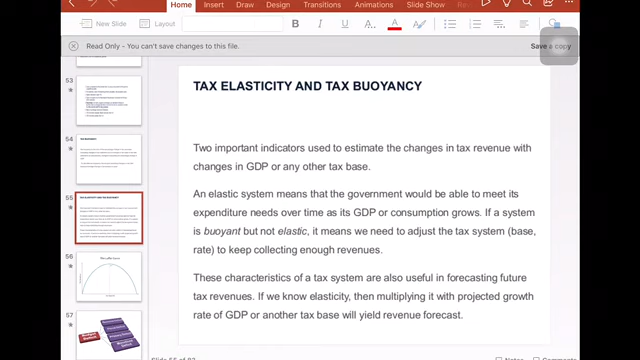 Home Insert Draw Design Transitions Animations Slide Show
New Slide Layout B I U
Read Only - You can't save changes to this file. Save a copy
53
54
55
56
57
TAX ELASTICITY AND TAX BUOYANCY
Two important indicators used to estimate the changes in tax revenue with
changes in GDP or any other tax base.
An elastic system means that the government would be able to meet its
expenditure needs over time as its GDP or consumption grows. If a system
is buoyant but not elastic, it means we need to adjust the tax system (base,
rate) to keep collecting enough revenues.
These characteristics of a tax system are also useful in forecasting future
tax revenues. If we know elasticity, then multiplying it with projected growth
rate of GDP or another tax base will yield revenue forecast.